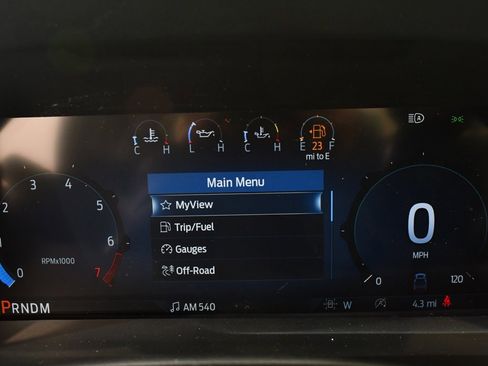 C H
L H
C H
E 23 F
mi to E
A
Main Menu
MyView
Trip/Fuel
Gauges
Off-Road
0 1 2 3 4 5 6 7
RPMx1000
0
MPH
0 120
PRNDM
AM 540
W
4.3 mi